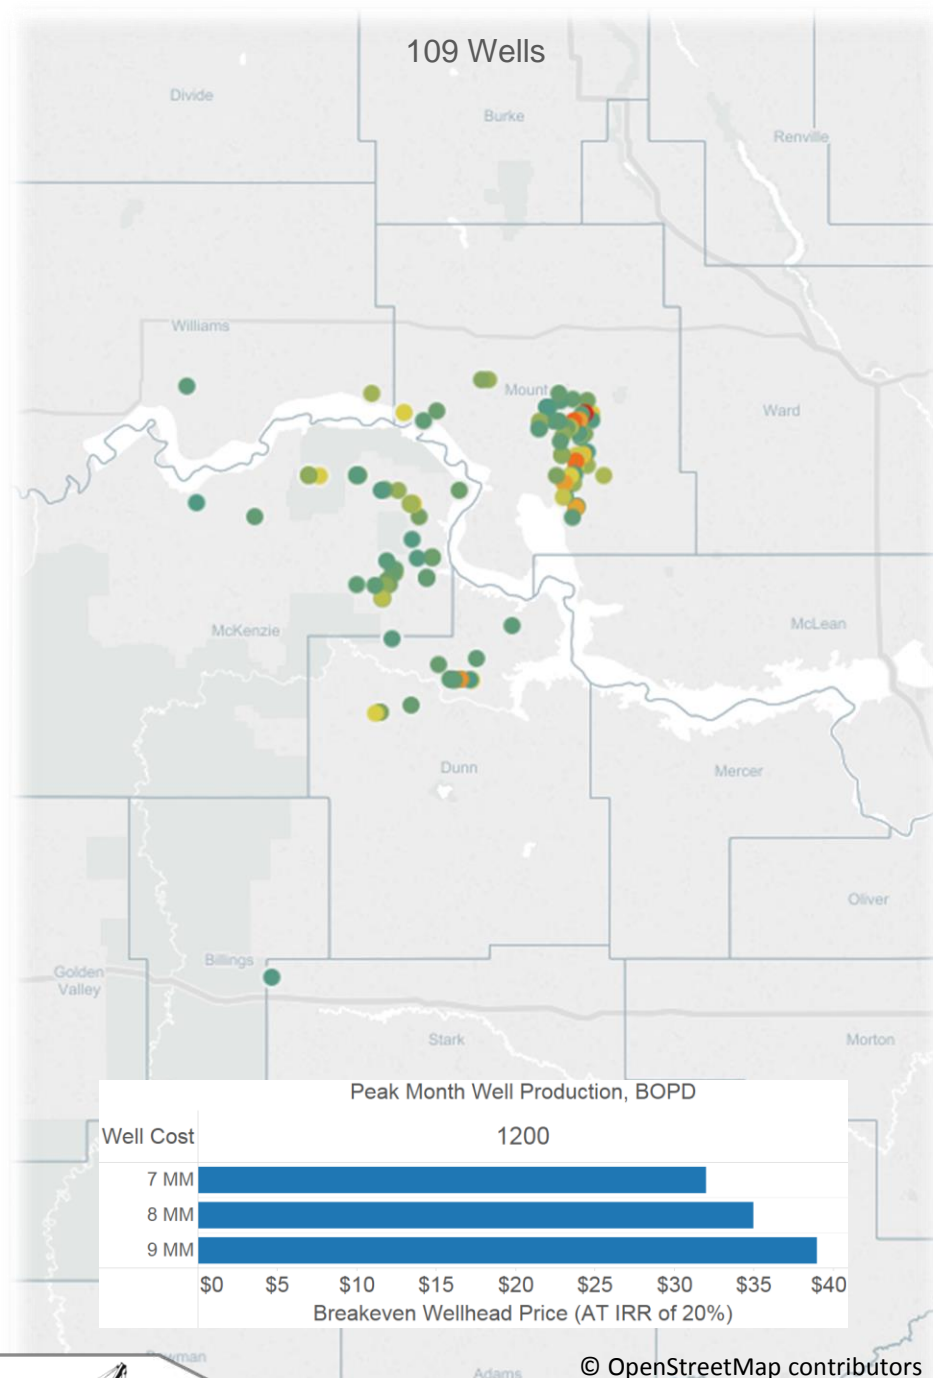 109 Wells
Divide
Burke
Renville
Williams
Mount
Ward
McKenzie
McLean
Dunn
Mercer
Oliver
Billings
Golden
Valley
Stark
Morton
Peak Month Well Production, BOPD
Well Cost
1200
7 MM
8 MM
9 MM
$0 $5 $10 $15 $20 $25 $30 $35 $40
Breakeven Wellhead Price (AT IRR of 20%)
wman
Adams
© OpenStreetMap contributors